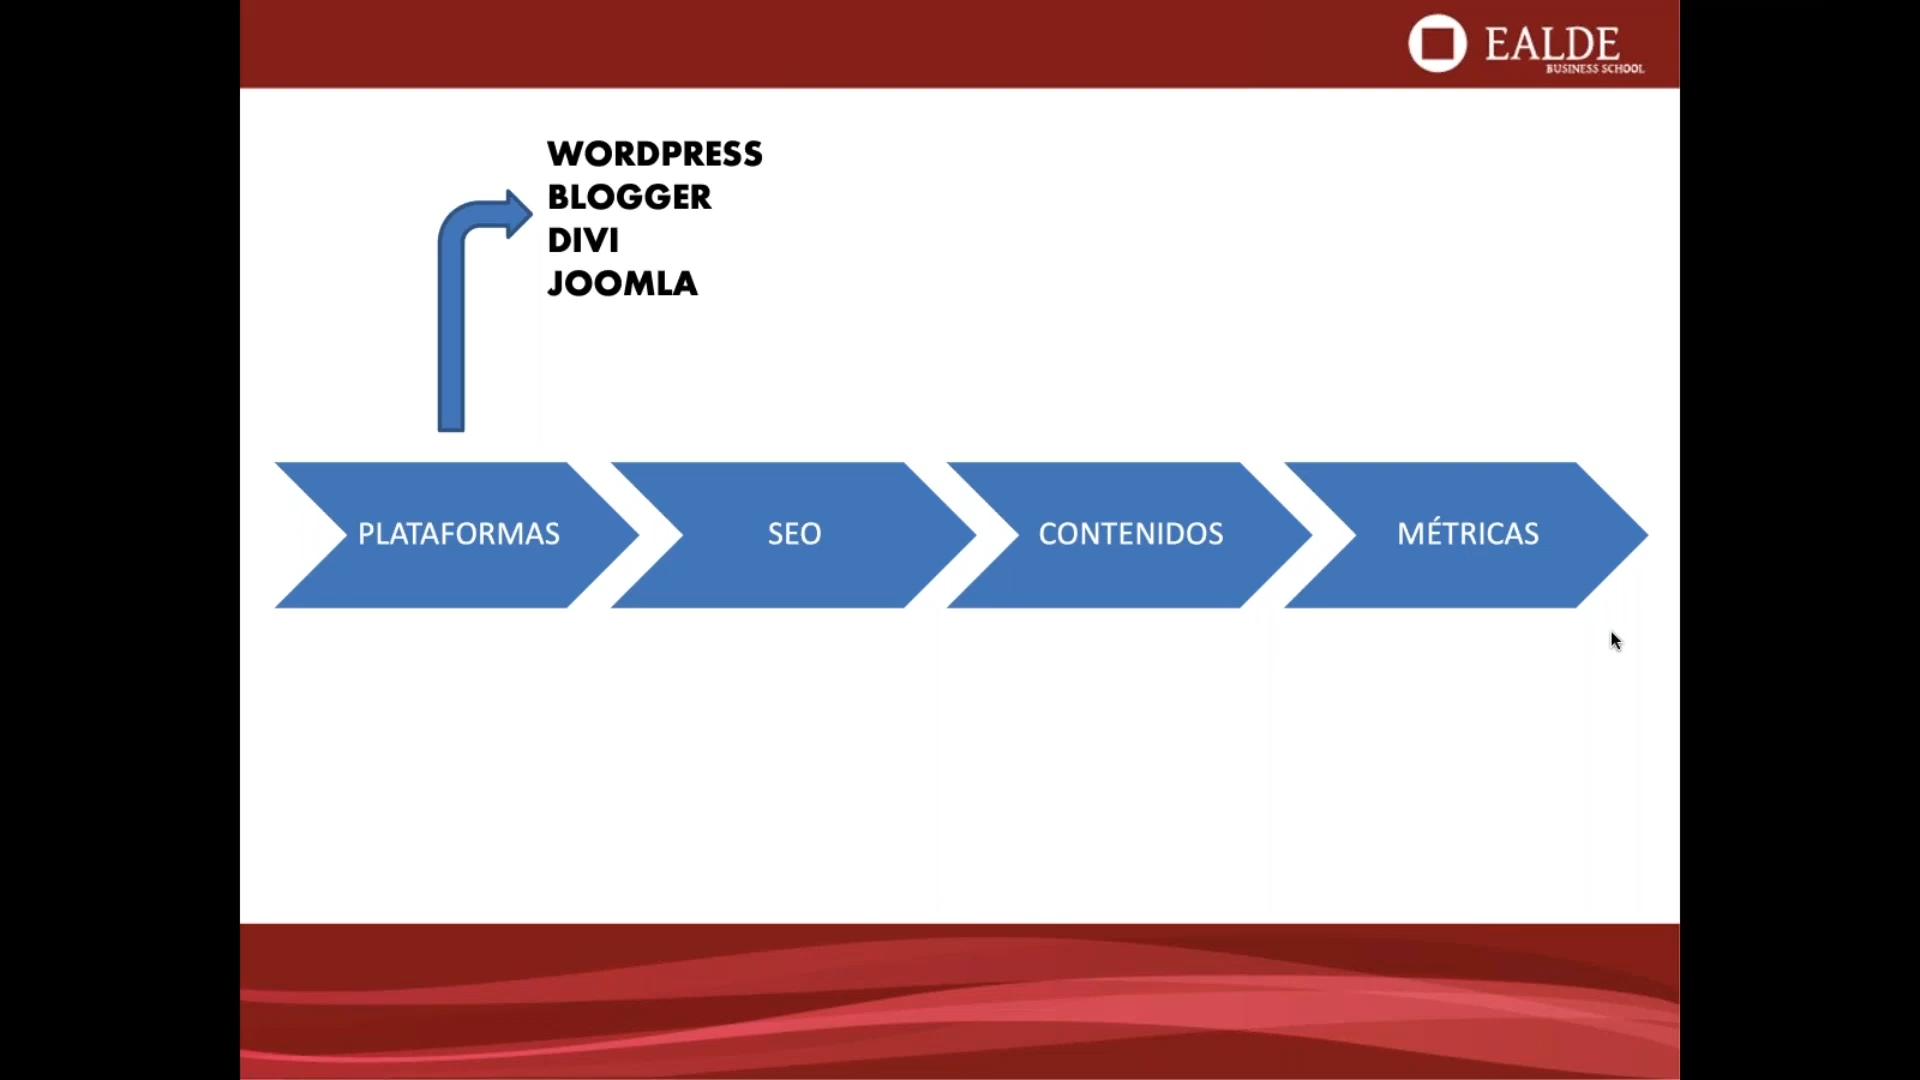 EALDE
BUSINESS SCHOOL
WORDPRESS
BLOGGER
DIVI
JOOMLA
PLATAFORMAS
SEO
CONTENIDOS
MÉTRICAS